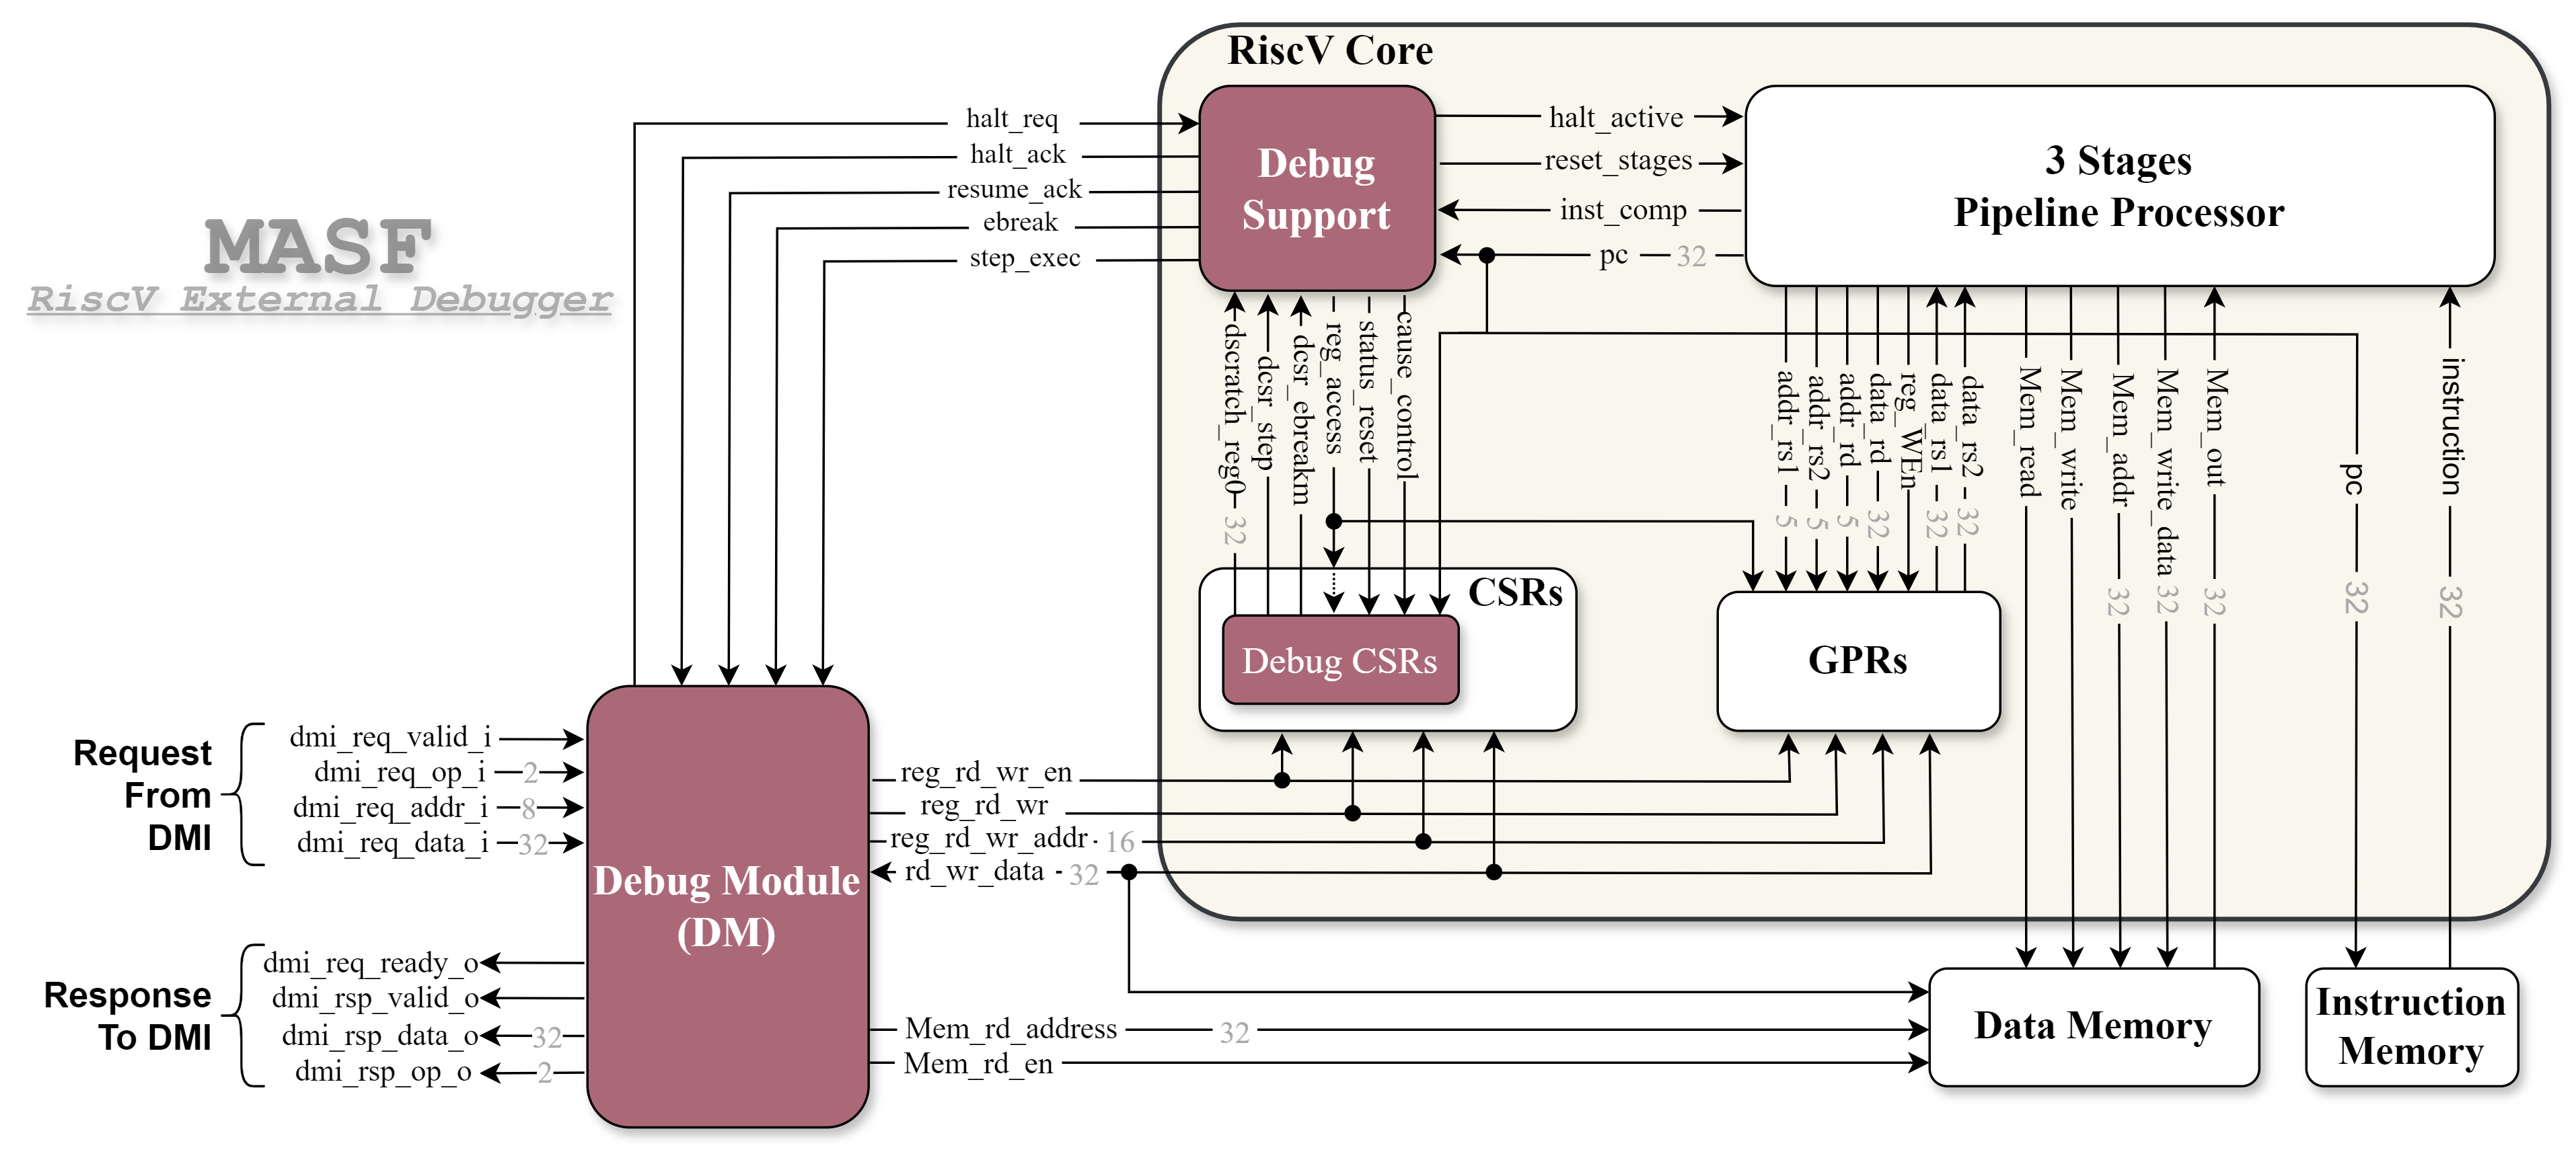 RiscV Core
MASF
RiscV External Debugger
halt_req
halt_ack
resume_ack
ebreak
step_exec
Debug
Support
halt_active
reset_stages
inst_comp
pc 32
3 Stages
Pipeline Processor
dscratch_reg0 32
dcsr_step
dcsr_ebreakm
reg_access
status_reset
cause_control
addr_rs1 5
addr_rs2 5
addr_rd 5
data_rd 32
reg_WEn
data_rs1 32
data_rs2 32
Mem_read
Mem_write
Mem_addr 32
Mem_write_data 32
Mem_out 32
pc 32
instruction 32
CSRs
Debug CSRs
GPRs
Request
From
DMI
dmi_req_valid_i
dmi_req_op_i 2
dmi_req_addr_i 8
dmi_req_data_i 32
Debug Module
(DM)
reg_rd_wr_en
reg_rd_wr
reg_rd_wr_addr 16
rd_wr_data 32
Response
To DMI
dmi_req_ready_o
dmi_rsp_valid_o
dmi_rsp_data_o 32
dmi_rsp_op_o 2
Mem_rd_address 32
Mem_rd_en
Data Memory
Instruction
Memory